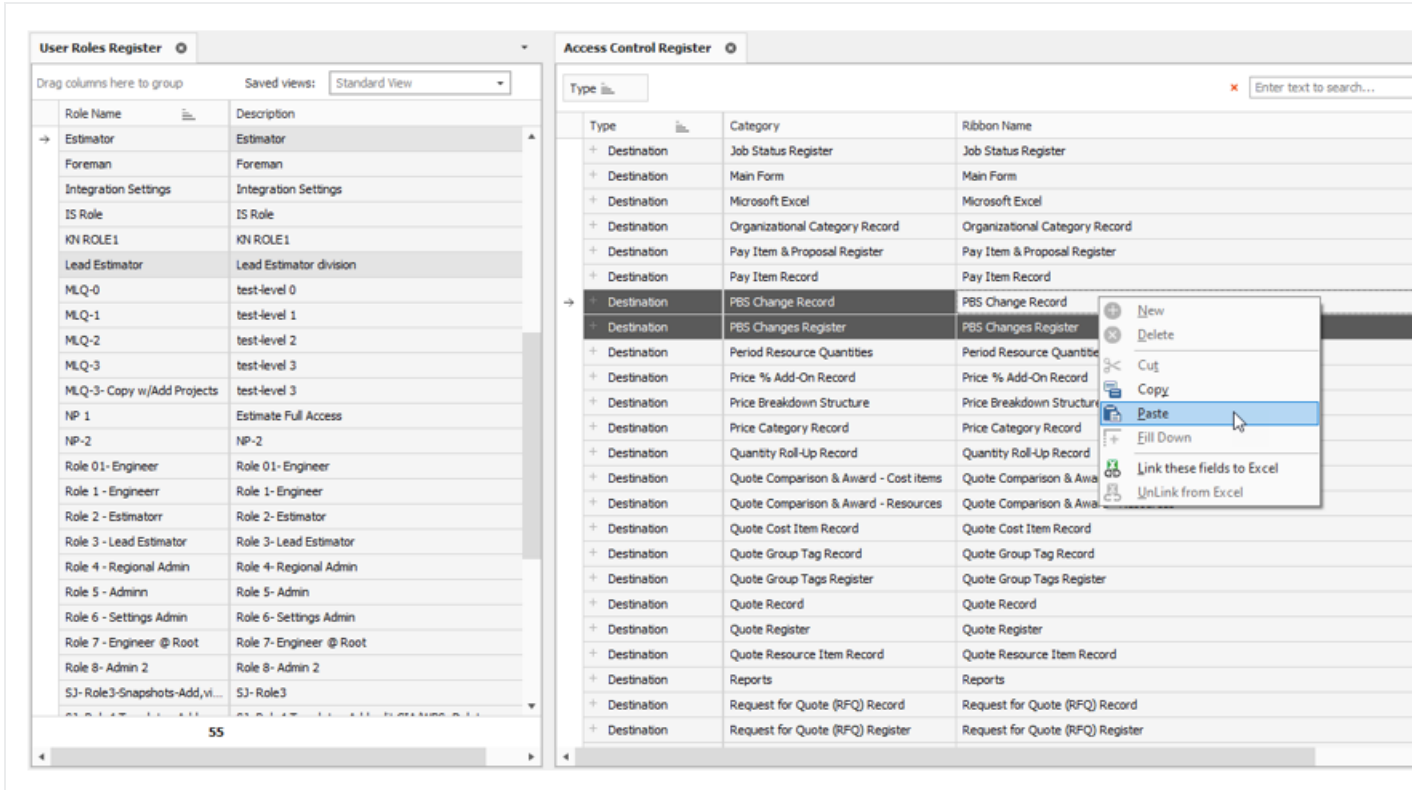 User Roles Register
Drag columns here to group Saved views: Standard View
Role Name Description
Estimator Estimator
Foreman Foreman
Integration Settings Integration Settings
IS Role IS Role
KN ROLE1 KN ROLE1
Lead Estimator Lead Estimator division
MLQ-0 test-level 0
MLQ-1 test-level 1
MLQ-2 test-level 2
MLQ-3 test-level 3
MLQ-3- Copy w/Add Projects test-level 3
NP 1 Estimate Full Access
NP-2 NP-2
Role 01- Engineer Role 01- Engineer
Role 1 - Engineerr Role 1- Engineer
Role 2 - Estimatorr Role 2- Estimator
Role 3 - Lead Estimator Role 3- Lead Estimator
Role 4 - Regional Admin Role 4- Regional Admin
Role 5 - Adminn Role 5- Admin
Role 6 - Settings Admin Role 6- Settings Admin
Role 7 - Engineer @ Root Role 7- Engineer @ Root
Role 8- Admin 2 Role 8- Admin 2
SJ- Role3-Snapshots-Add,vi... SJ- Role3
55
Access Control Register
Type
Enter text to search...
Type Category Ribbon Name
Destination Job Status Register Job Status Register
Destination Main Form Main Form
Destination Microsoft Excel Microsoft Excel
Destination Organizational Category Record Organizational Category Record
Destination Pay Item & Proposal Register Pay Item & Proposal Register
Destination Pay Item Record Pay Item Record
Destination PBS Change Record PBS Change Record
Destination PBS Changes Register PBS Changes Register
Destination Period Resource Quantities Period Resource Quantitie
Destination Price % Add-On Record Price % Add-On Record
Destination Price Breakdown Structure Price Breakdown Structure
Destination Price Category Record Price Category Record
Destination Quantity Roll-Up Record Quantity Roll-Up Record
Destination Quote Comparison & Award - Cost items Quote Comparison & Awa
Destination Quote Comparison & Award - Resources Quote Comparison & Awa
Destination Quote Cost Item Record Quote Cost Item Record
Destination Quote Group Tag Record Quote Group Tag Record
Destination Quote Group Tags Register Quote Group Tags Register
Destination Quote Record Quote Record
Destination Quote Register Quote Register
Destination Quote Resource Item Record Quote Resource Item Record
Destination Reports Reports
Destination Request for Quote (RFQ) Record Request for Quote (RFQ) Record
Destination Request for Quote (RFQ) Register Request for Quote (RFQ) Register
New
Delete
Cut
Copy
Paste
Fill Down
Link these fields to Excel
UnLink from Excel